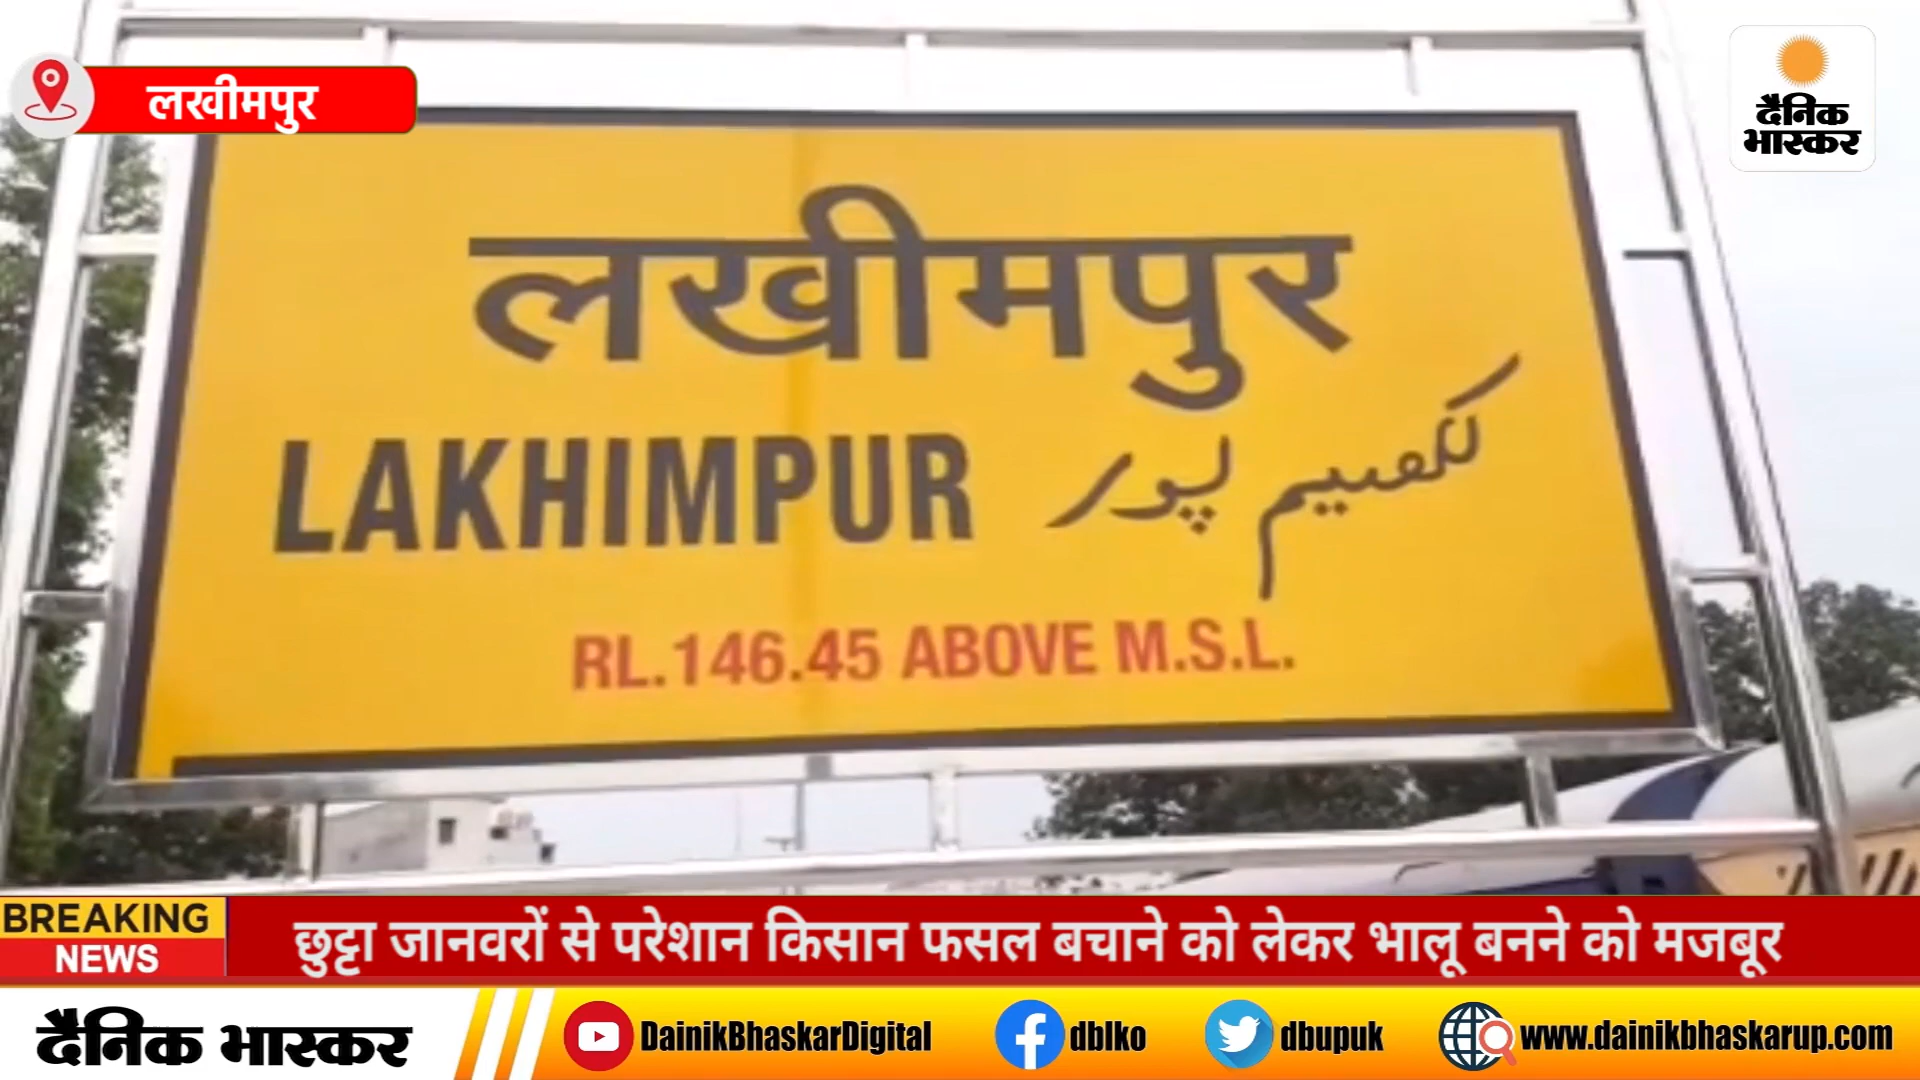 लखीमपुर
दैनिक
भास्कर
लखीमपुर
LAKHIMPUR لکھیم پور
RL.146.45 ABOVE M.S.L.
BREAKING
NEWS
छुट्टा जानवरों से परेशान किसान फसल बचाने को लेकर भालू बनने को मजबूर
दैनिक भास्कर DainikBhaskarDigital dblko dbupuk www.dainikbhaskarup.com